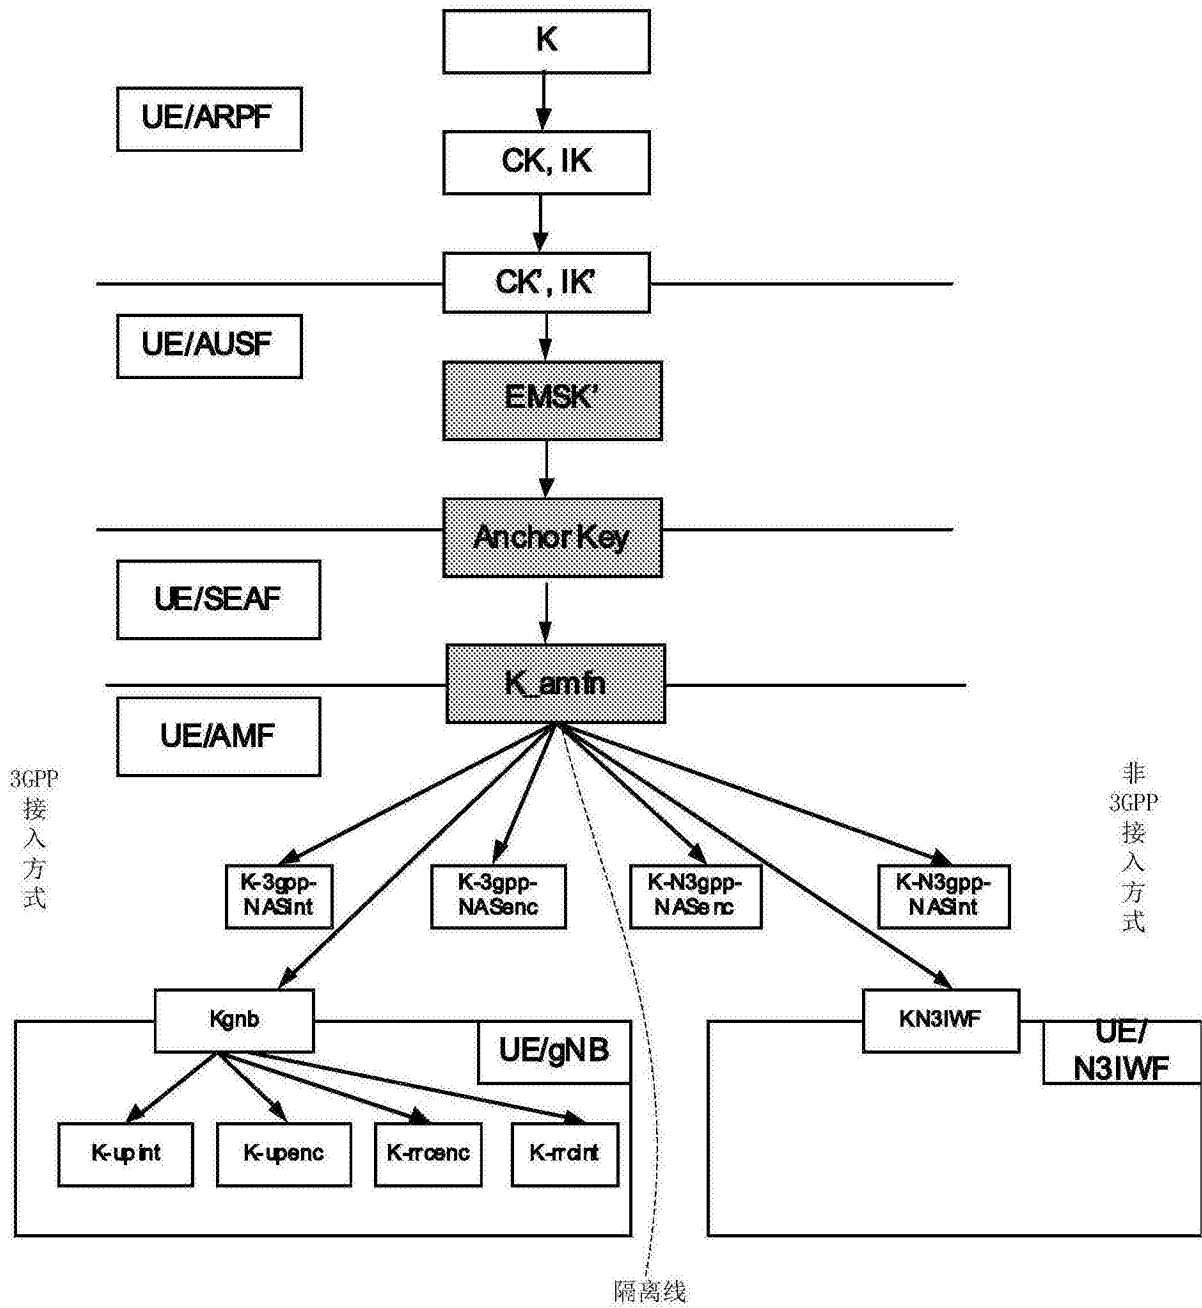 K
UE/ARPF
CK, IK
CK', IK'
UE/AUSF
EMSK'
Anchor Key
UE/SEAF
K_amfn
UE/AMF
3GPP
接
入
方
式
非
3GPP
接
入
方
式
K-3gpp-
NASint
K-3gpp-
NASenc
K-N3gpp-
NASenc
K-N3gpp-
NASint
Kgnb
UE/gNB
KN3IWF
UE/
N3IWF
K-upint
K-upenc
K-rrcenc
K-rrcint
隔离线